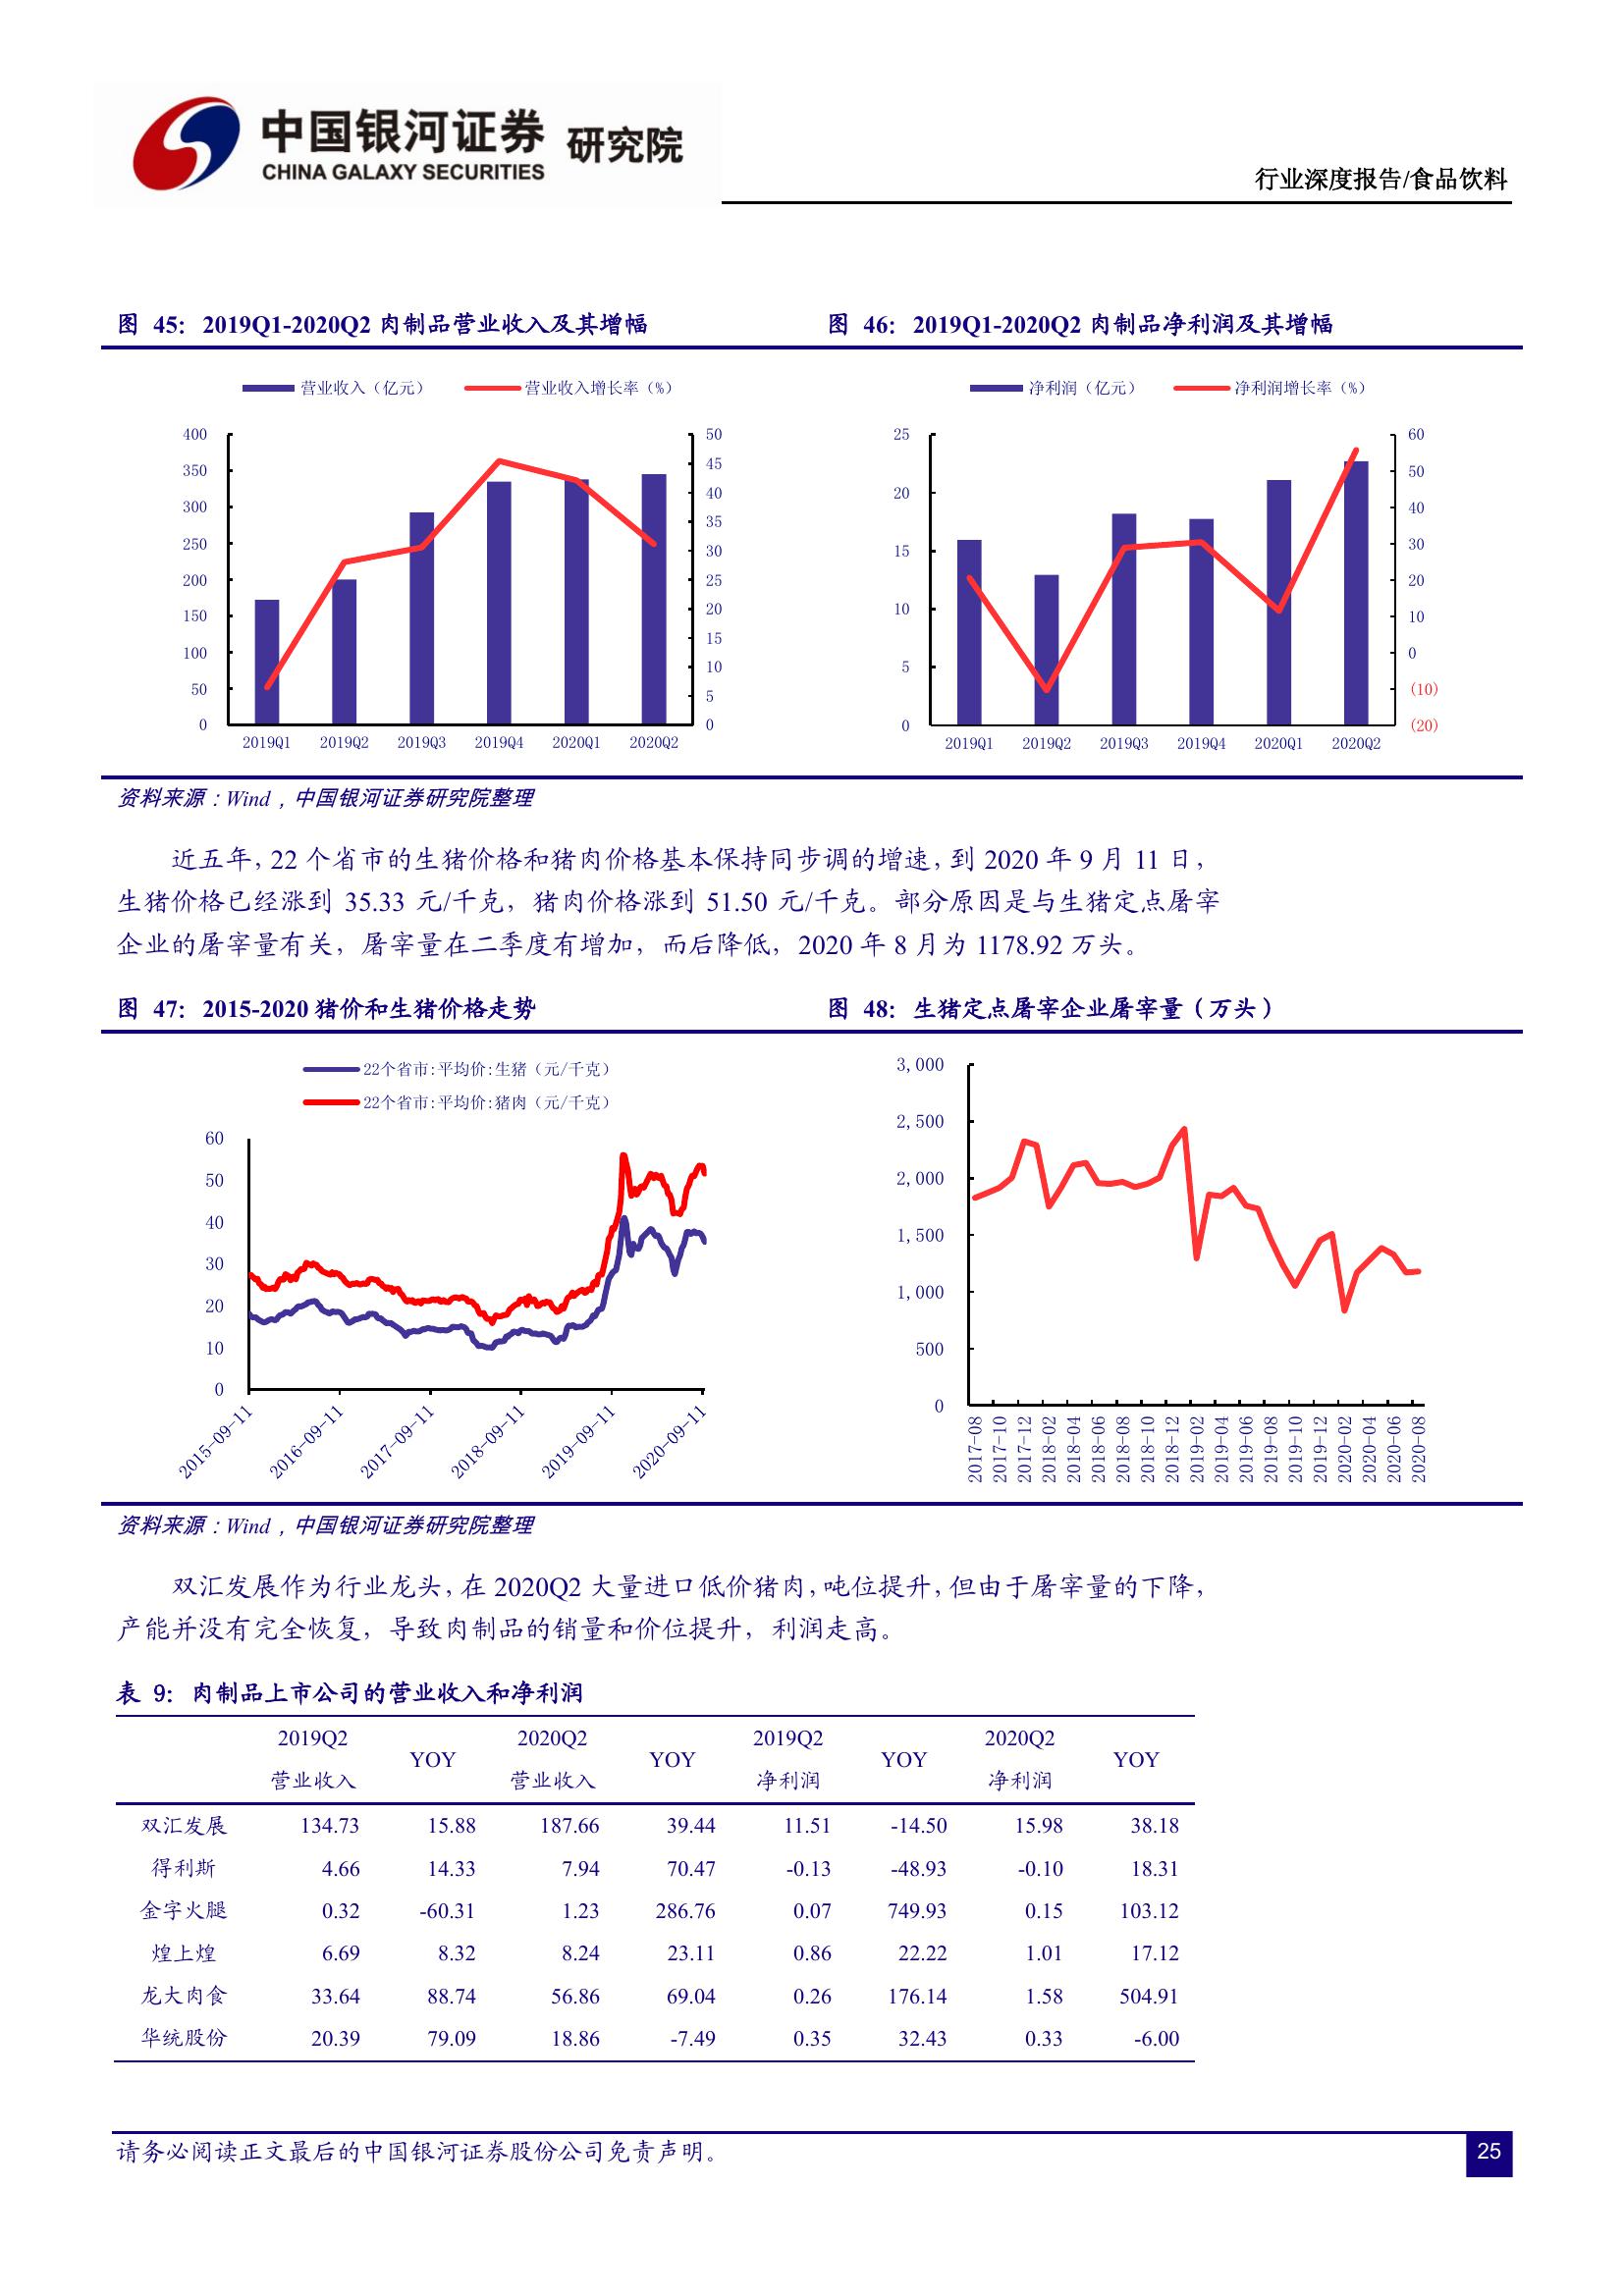 中国银河证券 研究院
CHINA GALAXY SECURITIES
行业深度报告/食品饮料
图 45: 2019Q1-2020Q2 肉制品营业收入及其增幅
营业收入（亿元） 营业收入增长率（%）
400
350
300
250
200
150
100
50
0
50
45
40
35
30
25
20
15
10
5
0
2019Q1 2019Q2 2019Q3 2019Q4 2020Q1 2020Q2
图 46: 2019Q1-2020Q2 肉制品净利润及其增幅
净利润（亿元） 净利润增长率（%）
25
20
15
10
5
0
60
50
40
30
20
10
0
(10)
(20)
2019Q1 2019Q2 2019Q3 2019Q4 2020Q1 2020Q2
资料来源：Wind，中国银河证券研究院整理
近五年，22 个省市的生猪价格和猪肉价格基本保持同步调的增速，到 2020 年 9 月 11 日，
生猪价格已经涨到 35.33 元/千克，猪肉价格涨到 51.50 元/千克。部分原因是与生猪定点屠宰
企业的屠宰量有关，屠宰量在二季度有增加，而后降低，2020 年 8 月为 1178.92 万头。
图 47: 2015-2020 猪价和生猪价格走势
22个省市:平均价:生猪（元/千克）
22个省市:平均价:猪肉（元/千克）
60
50
40
30
20
10
0
2015-09-11 2016-09-11 2017-09-11 2018-09-11 2019-09-11 2020-09-11
图 48: 生猪定点屠宰企业屠宰量（万头）
3,000
2,500
2,000
1,500
1,000
500
0
2017-08 2017-10 2017-12 2018-02 2018-04 2018-06 2018-08 2018-10 2018-12 2019-02 2019-04 2019-06 2019-08 2019-10 2019-12 2020-02 2020-04 2020-06 2020-08
资料来源：Wind，中国银河证券研究院整理
双汇发展作为行业龙头，在 2020Q2 大量进口低价猪肉，吨位提升，但由于屠宰量的下降，
产能并没有完全恢复，导致肉制品的销量和价位提升，利润走高。
表 9: 肉制品上市公司的营业收入和净利润
2019Q2 2020Q2 2019Q2 2020Q2
YOY YOY YOY YOY
营业收入 营业收入 净利润 净利润
双汇发展 134.73 15.88 187.66 39.44 11.51 -14.50 15.98 38.18
得利斯 4.66 14.33 7.94 70.47 -0.13 -48.93 -0.10 18.31
金字火腿 0.32 -60.31 1.23 286.76 0.07 749.93 0.15 103.12
煌上煌 6.69 8.32 8.24 23.11 0.86 22.22 1.01 17.12
龙大肉食 33.64 88.74 56.86 69.04 0.26 176.14 1.58 504.91
华统股份 20.39 79.09 18.86 -7.49 0.35 32.43 0.33 -6.00
请务必阅读正文最后的中国银河证券股份公司免责声明。
25